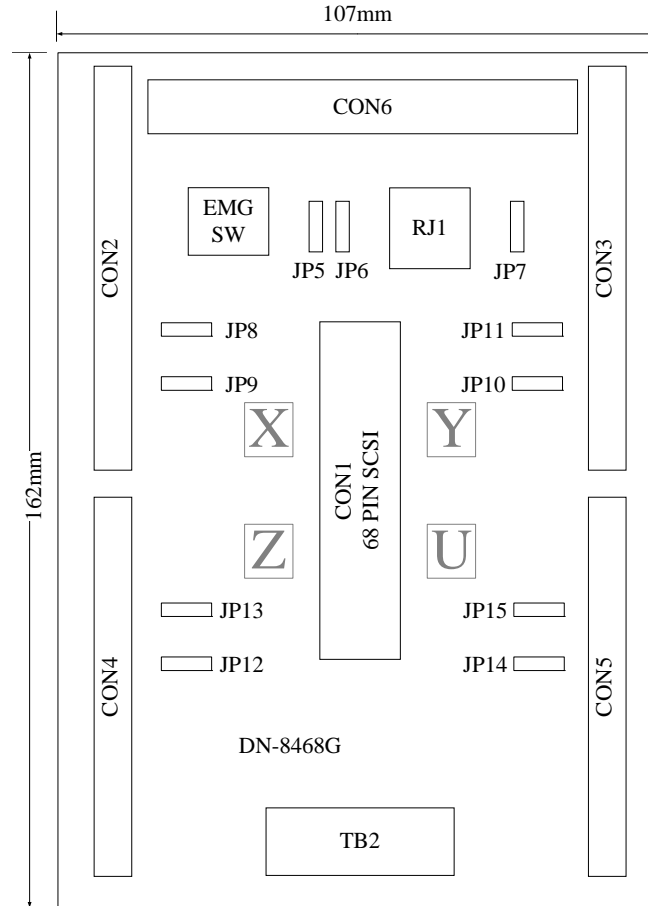 107mm
CON6
EMG
SW
RJ1
CON2
CON3
JP5
JP6
JP7
JP8
JP11
JP9
JP10
X
Y
CON1
68 PIN SCSI
162mm
Z
U
JP13
JP15
JP12
JP14
CON4
CON5
DN-8468G
TB2